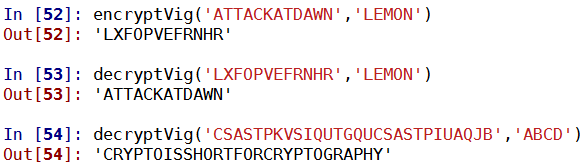 In [52]: encryptVig('ATTACKATDAWN','LEMON')
Out[52]: 'LXFOPVEFRNHR'
In [53]: decryptVig('LXFOPVEFRNHR','LEMON')
Out[53]: 'ATTACKATDAWN'
In [54]: decryptVig('CSASTPKVSIQUTGQUCSASTPIUAQJB','ABCD')
Out[54]: 'CRYPTOISSHORTFORCRYPTOGRAPHY'